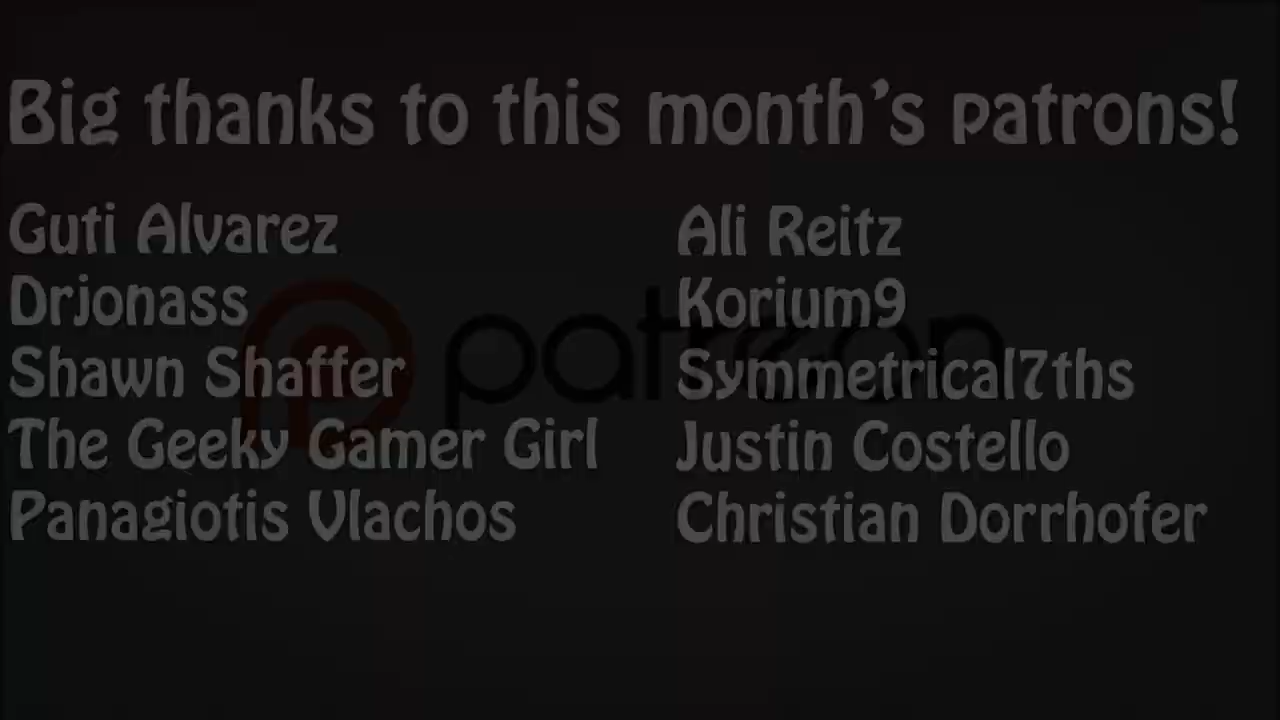 Big thanks to this month's patrons!
Guti Alvarez
Drjonass
Shawn Shaffer
The Geeky Gamer Girl
Panagiotis Vlachos
Ali Reitz
Korium9
Symmetrical7ths
Justin Costello
Christian Dorrhofer
patreon